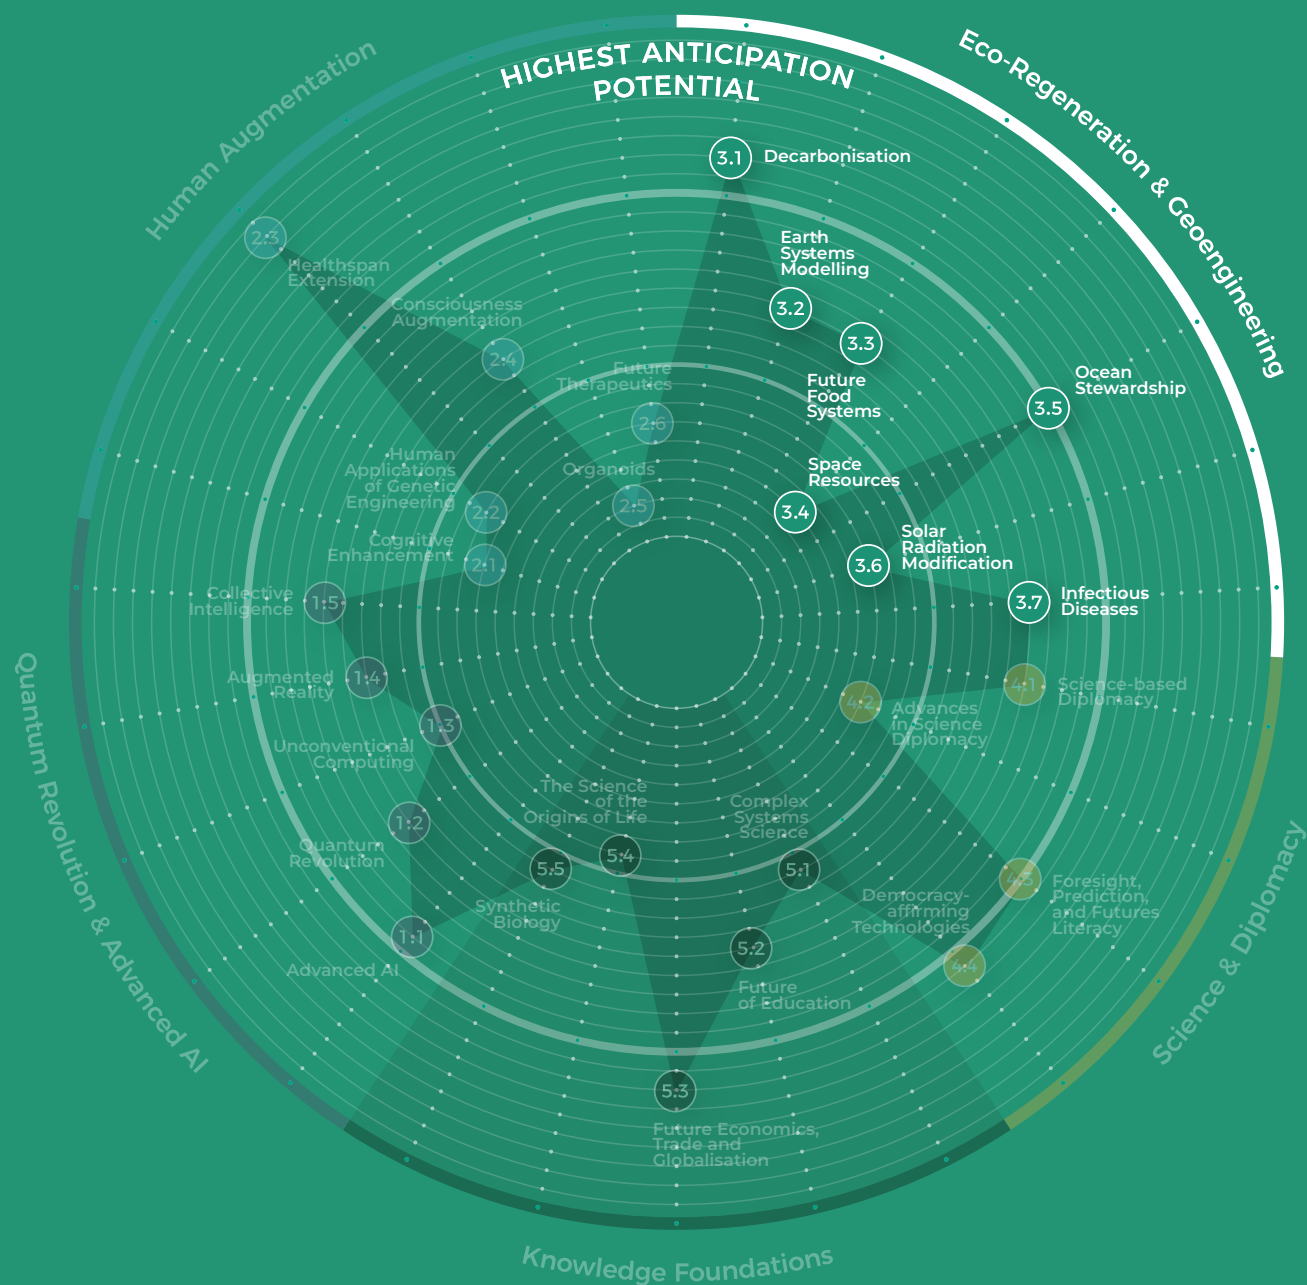 HIGHEST ANTICIPATION
POTENTIAL
Eco-Regeneration & Geoengineering
3.1
Decarbonisation
Earth
Systems
Modelling
3.2
3.3
Future
Food
Systems
Ocean
Stewardship
3.5
Space
Resources
3.4
Solar
Radiation
Modification
3.6
3.7
Infectious
Diseases
Human Augmentation
2.3
Healthspan
Extension
Consciousness
Augmentation
2.4
Future
Therapeutics
2.6
Organoids
2.5
Human
Applications
of Genetic
Engineering
2.2
Cognitive
Enhancement
2.1
Collective
Intelligence
1.5
Augmented
Reality
1.4
1.3
Unconventional
Computing
1.2
Quantum
Revolution
1.1
Advanced AI
Quantum Revolution & Advanced AI
4.1
Science-based
Diplomacy
4.2
Advances
in Science
Diplomacy
4.3
Foresight,
Prediction,
and Futures
Literacy
Democracy-
affirming
Technologies
4.4
Science & Diplomacy
The Science
of the
Origins of Life
5.4
Complex
Systems
Science
5.1
5.5
Synthetic
Biology
5.2
Future
of Education
5.3
Future Economics,
Trade and
Globalisation
Knowledge Foundations